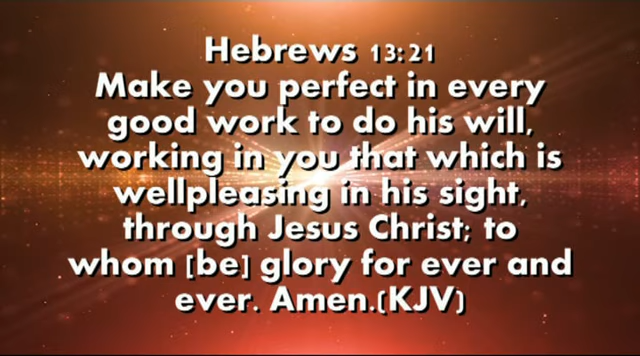 Hebrews 13:21
Make you perfect in every
good work to do his will,
working in you that which is
wellpleasing in his sight,
through Jesus Christ; to
whom [be] glory for ever and
ever. Amen.(KJV)